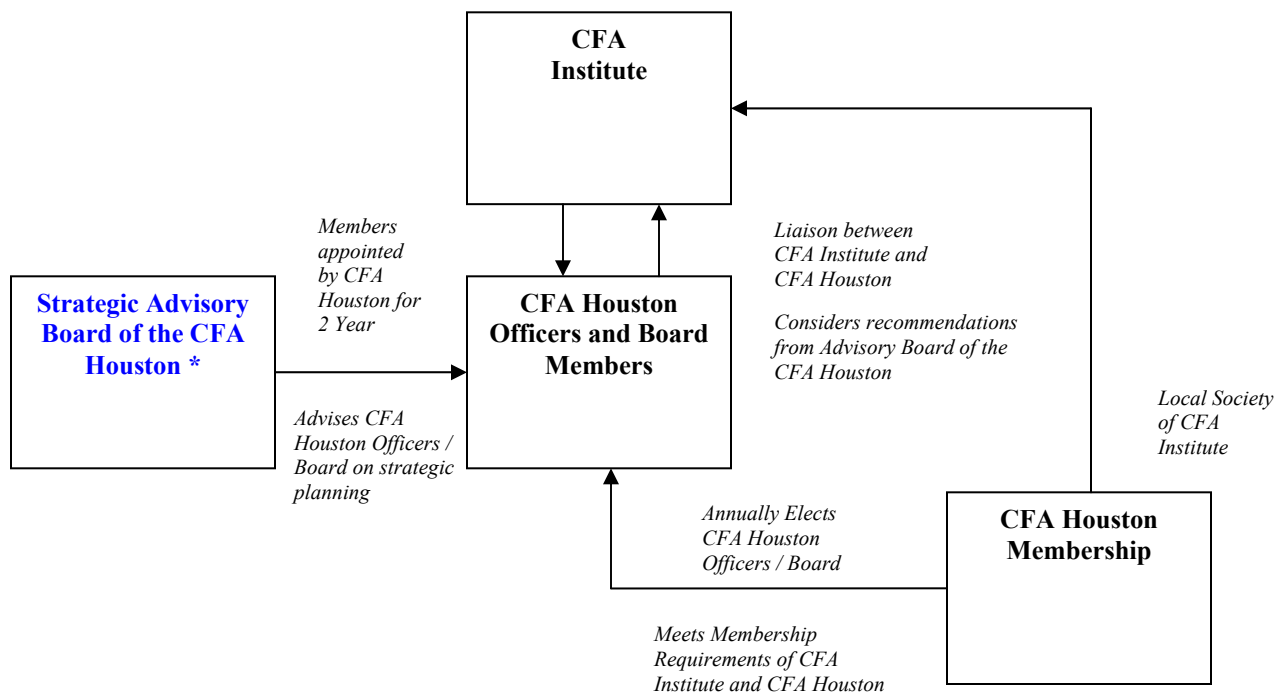 CFA
Institute
Members
appointed
by CFA
Houston for
2 Year
Liaison between
CFA Institute and
CFA Houston
Considers recommendations
from Advisory Board of the
CFA Houston
Strategic Advisory
Board of the CFA
Houston *
CFA Houston
Officers and Board
Members
Advises CFA
Houston Officers /
Board on strategic
planning
Local Society
of CFA
Institute
Annually Elects
CFA Houston
Officers / Board
CFA Houston
Membership
Meets Membership
Requirements of CFA
Institute and CFA Houston